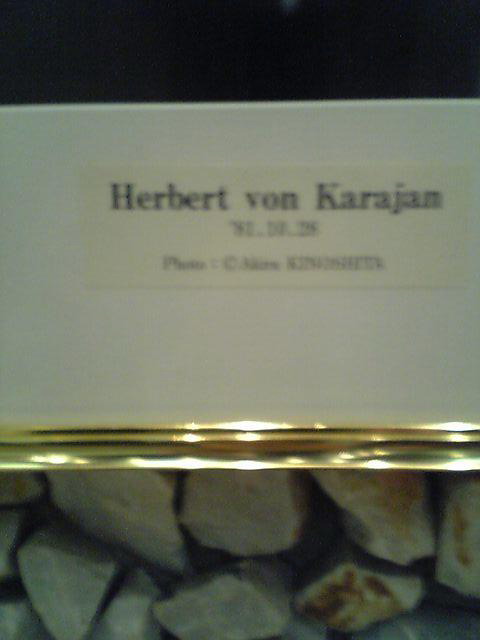 Herbert von Karajan
'81.10.28
Photo : © Akira KINOSHITA